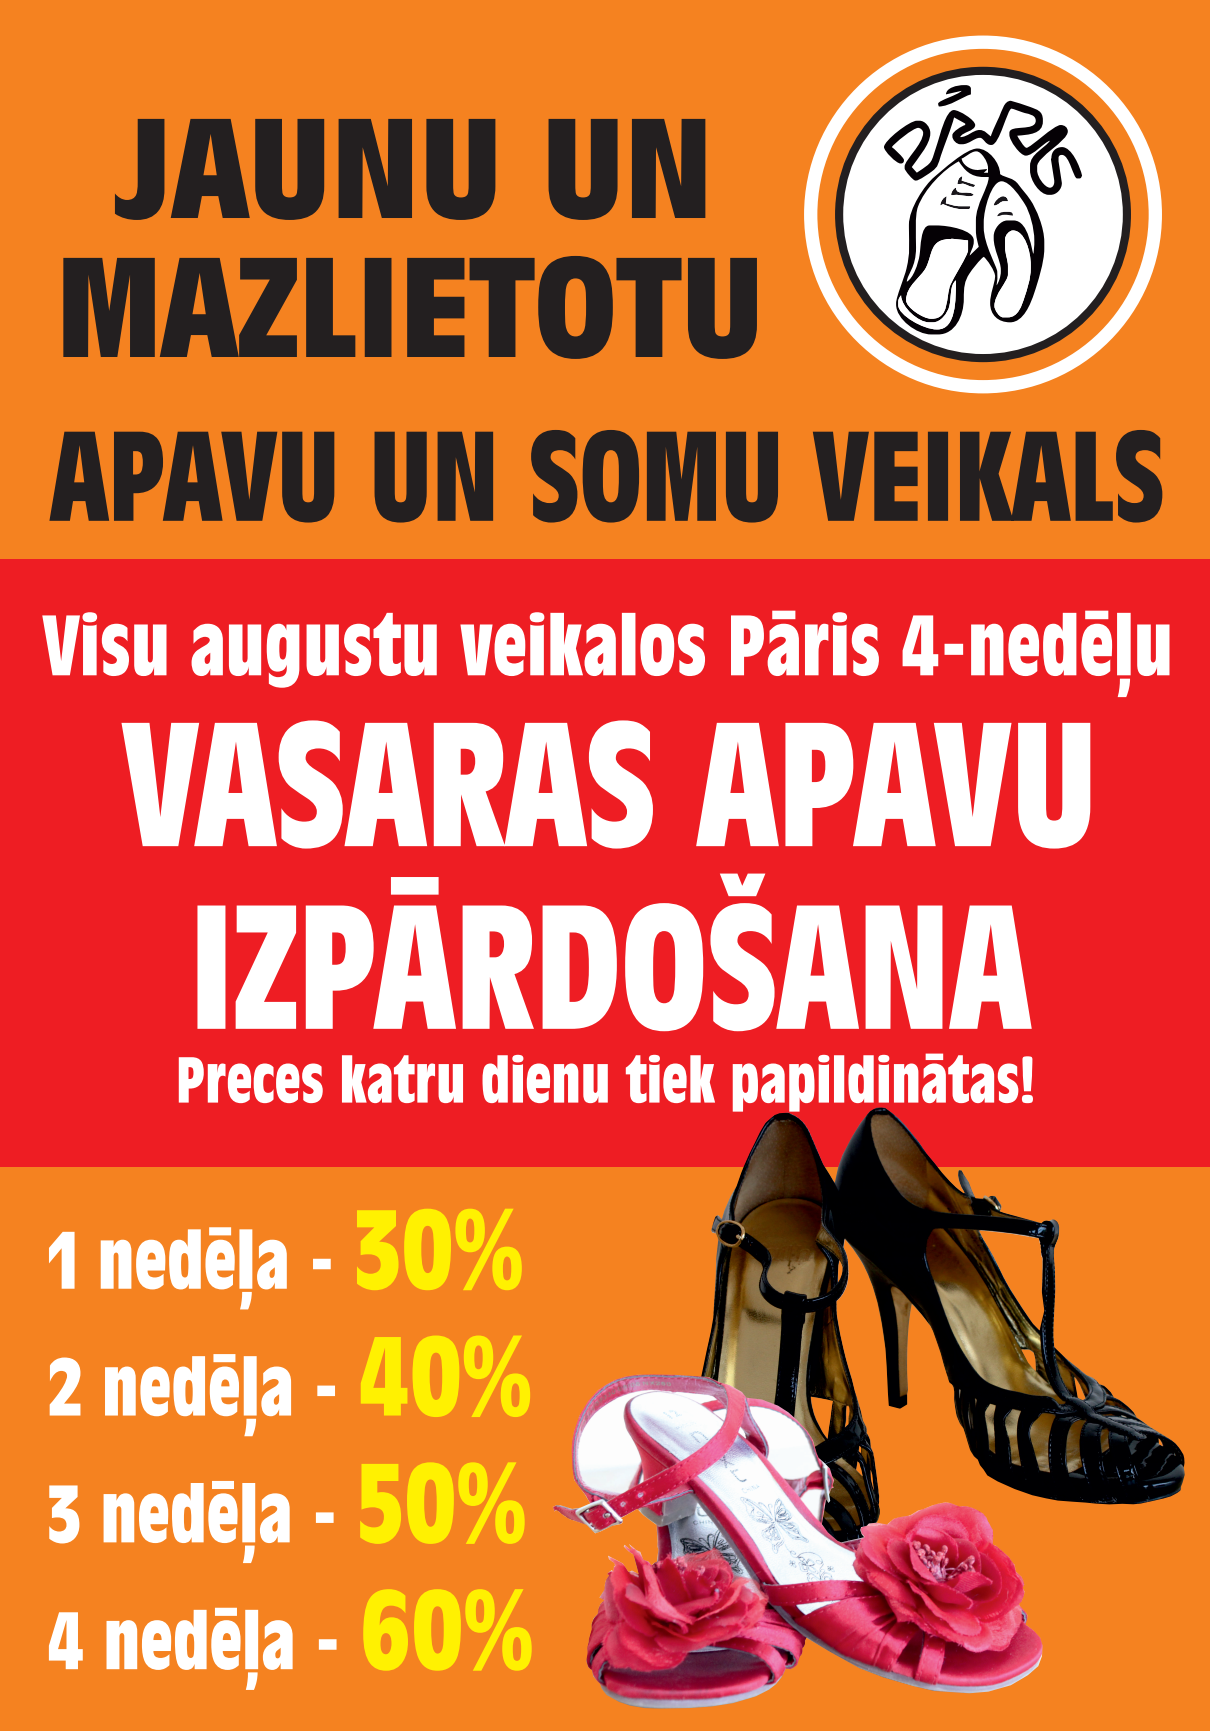 JAUNU UN
PĀRIS
MAZLIETOTU
APAVU UN SOMU VEIKALS
Visu augustu veikalos Pāris 4-nedēļu
VASARAS APAVU
IZPĀRDOŠANA
Preces katru dienu tiek papildinātas!
1 nedēļa - 30%
2 nedēļa - 40%
3 nedēļa - 50%
4 nedēļa - 60%